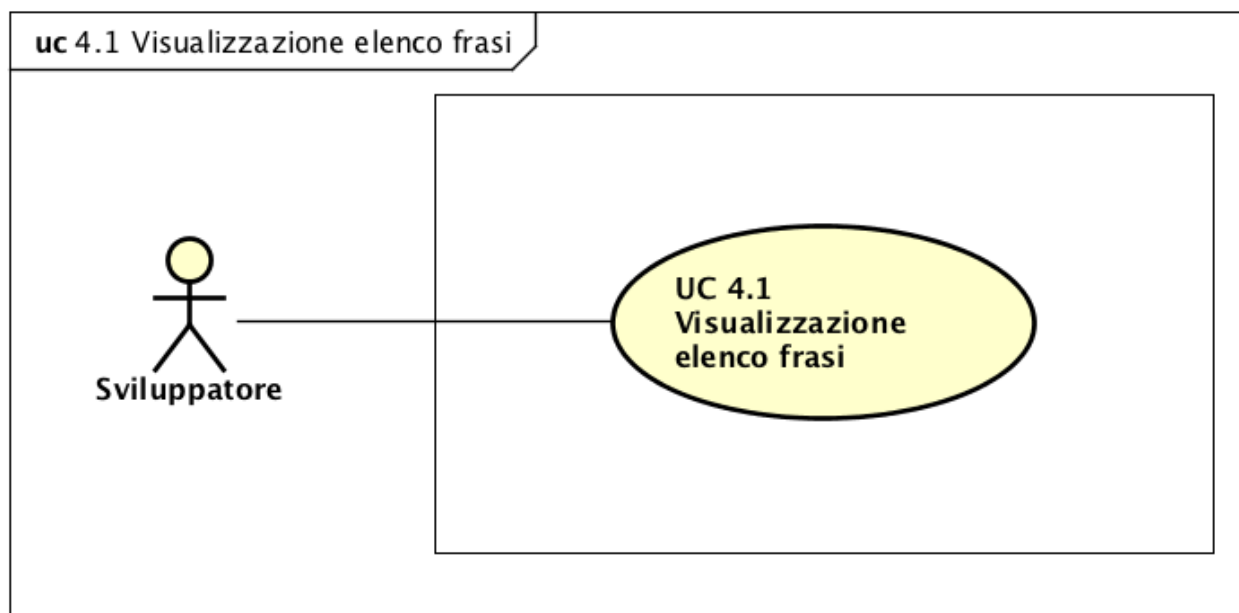 uc 4.1 Visualizzazione elenco frasi
UC 4.1
Visualizzazione
elenco frasi
Sviluppatore